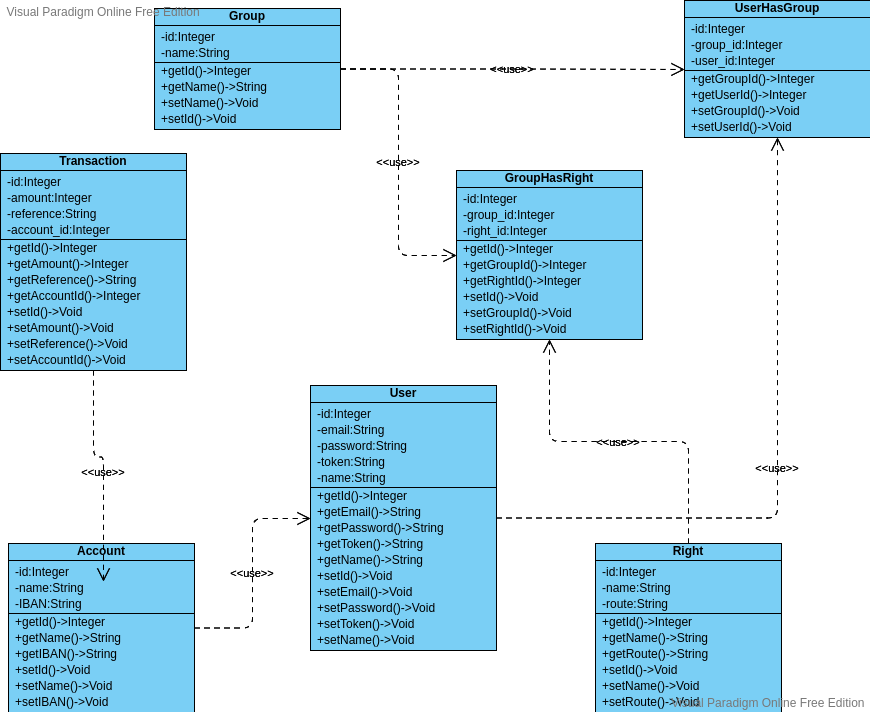 Visual Paradigm Online Free Edition
Group
-id:Integer
-name:String
+getId()->Integer
+getName()->String
+setName()->Void
+setId()->Void
<<use>>
UserHasGroup
-id:Integer
-group_id:Integer
-user_id:Integer
+getGroupId()->Integer
+getUserId()->Integer
+setGroupId()->Void
+setUserId()->Void
<<use>>
Transaction
-id:Integer
-amount:Integer
-reference:String
-account_id:Integer
+getId()->Integer
+getAmount()->Integer
+getReference()->String
+getAccountId()->Integer
+setId()->Void
+setAmount()->Void
+setReference()->Void
+setAccountId()->Void
GroupHasRight
-id:Integer
-group_id:Integer
-right_id:Integer
+getId()->Integer
+getGroupId()->Integer
+getRightId()->Integer
+setId()->Void
+setGroupId()->Void
+setRightId()->Void
User
-id:Integer
-email:String
-password:String
-token:String
-name:String
+getId()->Integer
+getEmail()->String
+getPassword()->String
+getToken()->String
+getName()->String
+setId()->Void
+setEmail()->Void
+setPassword()->Void
+setToken()->Void
+setName()->Void
<<use>>
<<use>>
<<use>>
<<use>>
Account
-id:Integer
-name:String
-IBAN:String
+getId()->Integer
+getName()->String
+getIBAN()->String
+setId()->Void
+setName()->Void
+setIBAN()->Void
Right
-id:Integer
-name:String
-route:String
+getId()->Integer
+getName()->String
+getRoute()->String
+setId()->Void
+setName()->Void
+setRoute()->Void
Visual Paradigm Online Free Edition